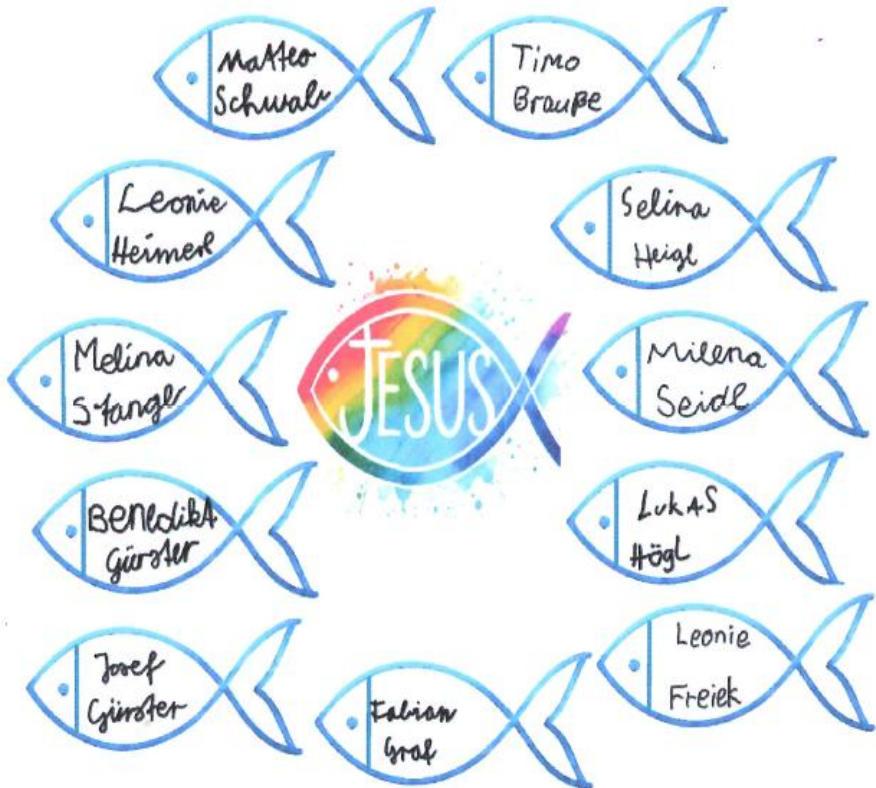 Matteo
Schwab
Timo
Brauße
Leonie
Heimerl
Selina
Heigl
JESUS
Melina
Stangl
Milena
Seidl
Benedikt
Gürster
Lukas
Högl
Josef
Gürster
Fabian
Graf
Leonie
Freiek